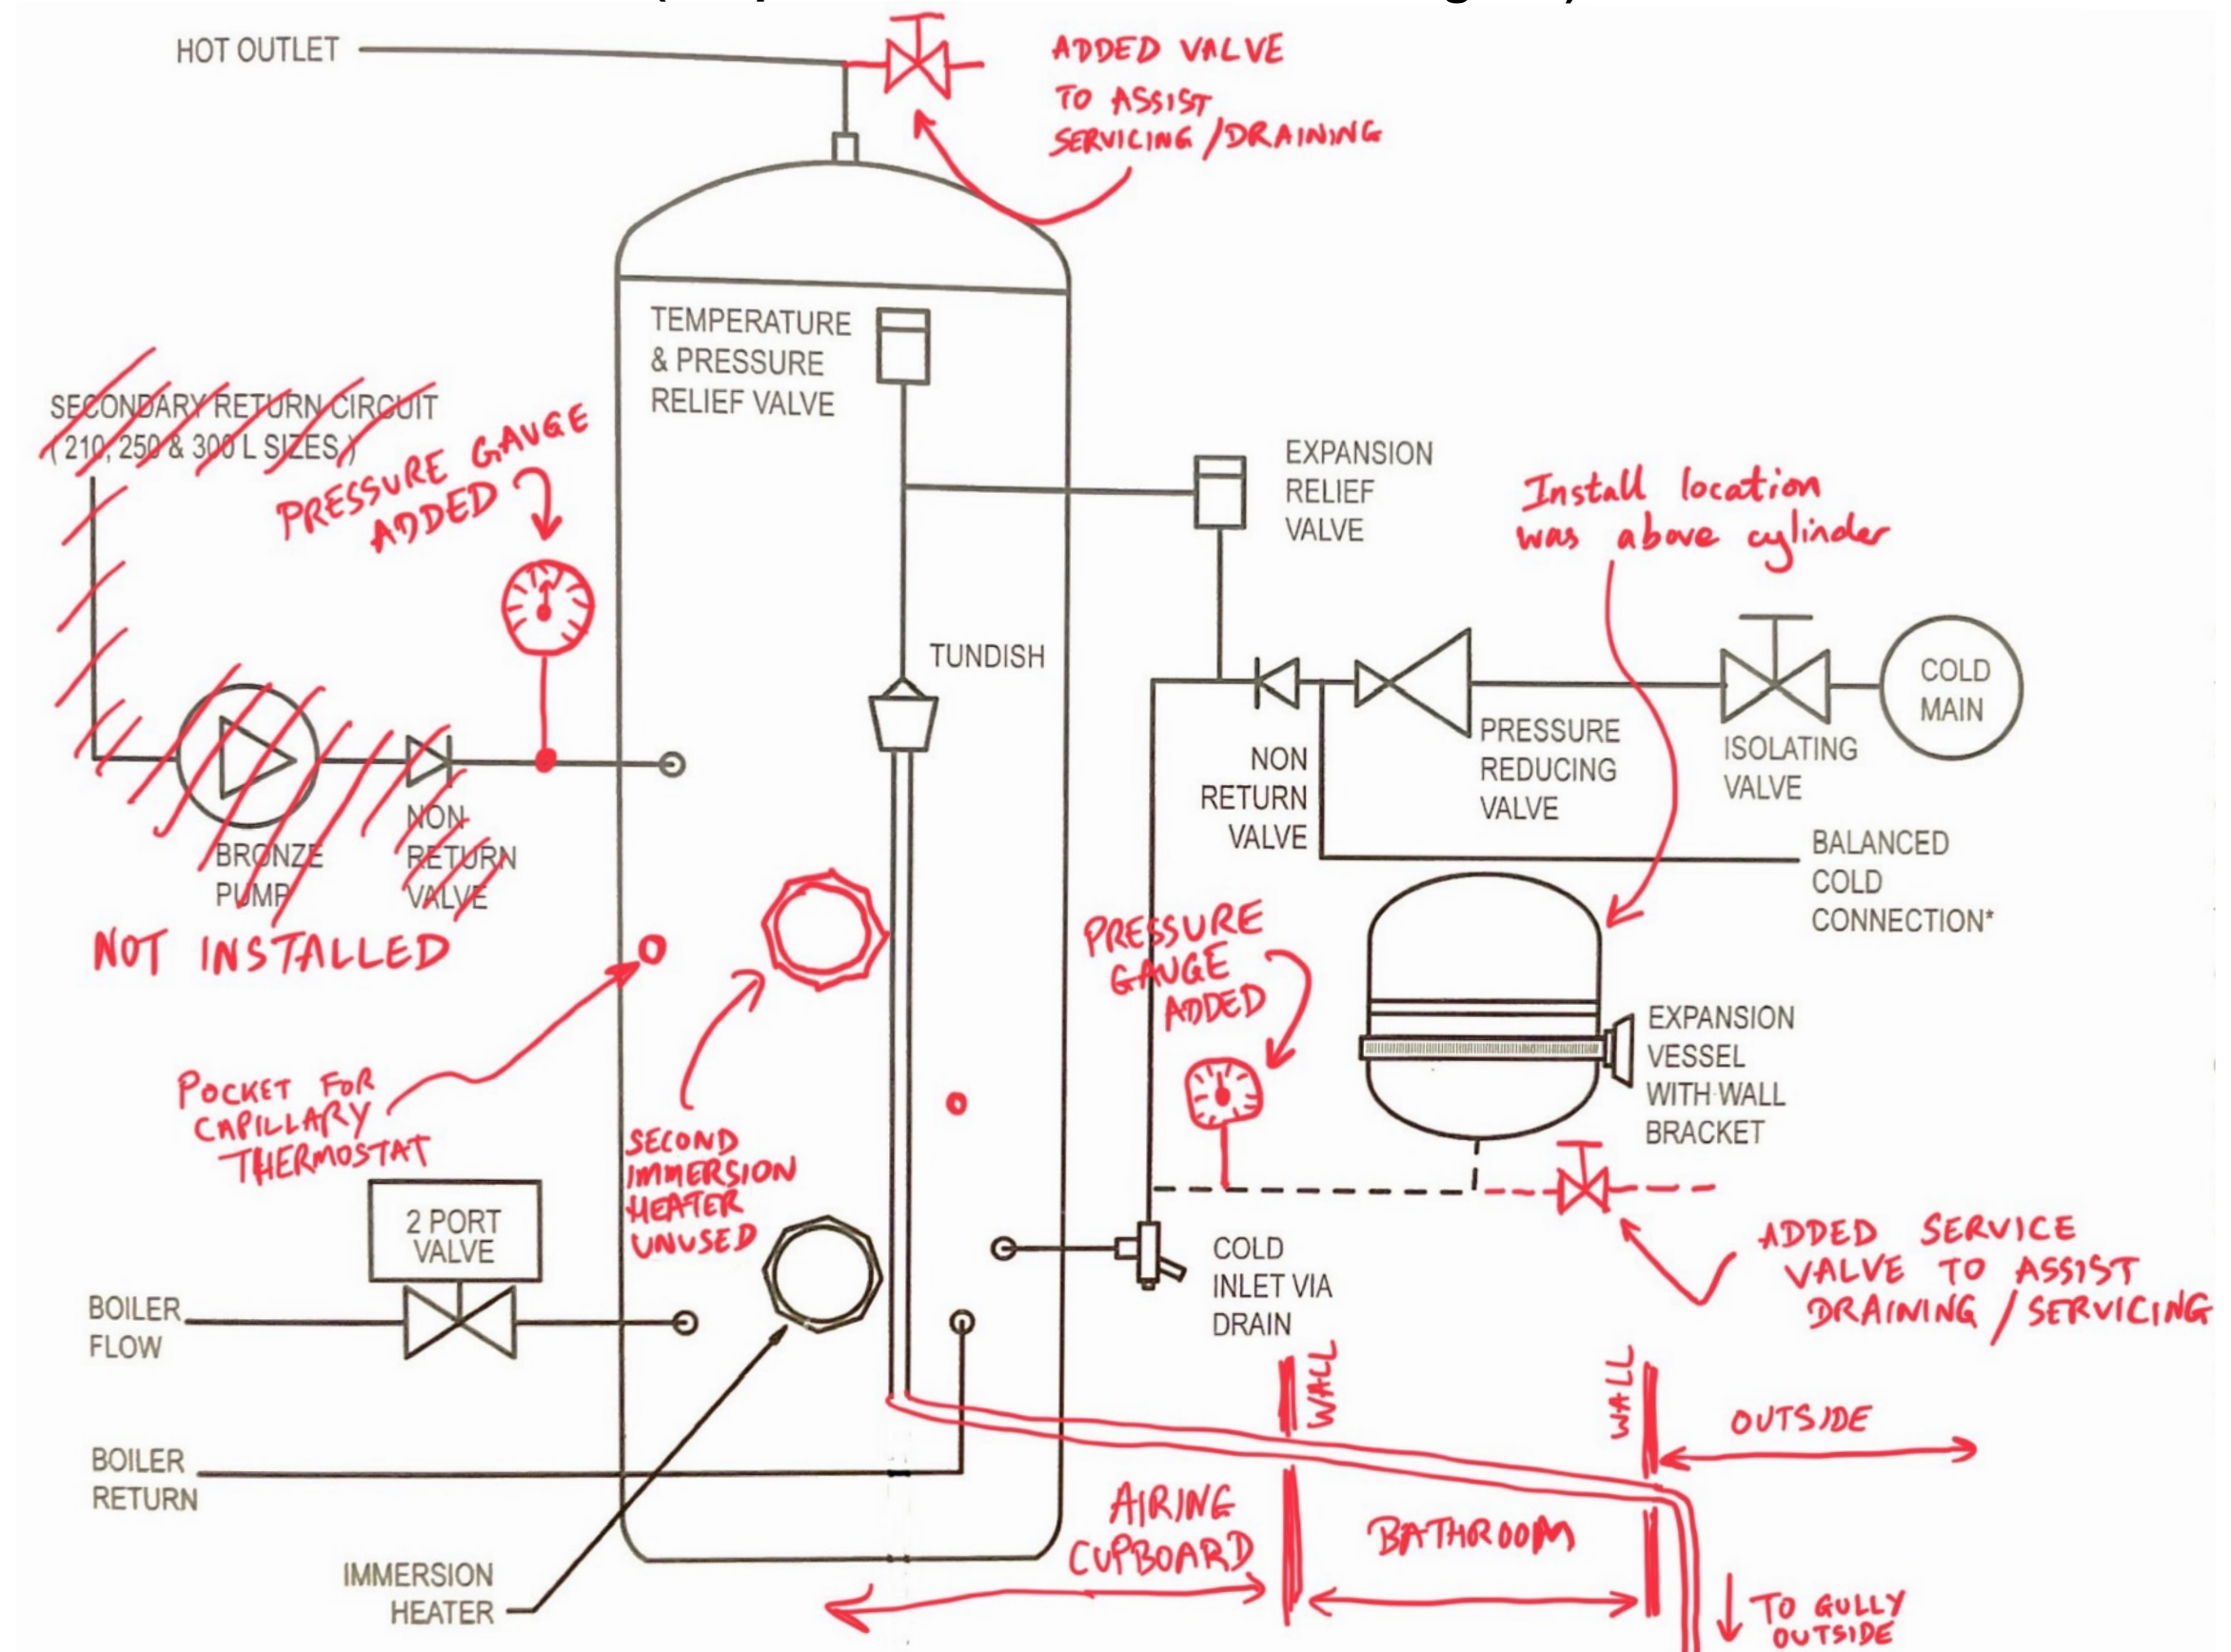 HOT OUTLET
ADDED VALVE
TO ASSIST
SERVICING / DRAINING
TEMPERATURE
& PRESSURE
RELIEF VALVE
SECONDARY RETURN CIRCUIT
( 210, 250 & 300 L SIZES )
PRESSURE GAUGE
ADDED
EXPANSION
RELIEF
VALVE
Install location
was above cylinder
TUNDISH
COLD
MAIN
NON
RETURN
VALVE
PRESSURE
REDUCING
VALVE
ISOLATING
VALVE
BALANCED
COLD
CONNECTION*
BRONZE
PUMP
NON
RETURN
VALVE
NOT INSTALLED
PRESSURE
GAUGE
ADDED
EXPANSION
VESSEL
WITH WALL
BRACKET
POCKET FOR
CAPILLARY
THERMOSTAT
SECOND
IMMERSION
HEATER
UNUSED
2 PORT
VALVE
BOILER
FLOW
COLD
INLET VIA
DRAIN
ADDED SERVICE
VALVE TO ASSIST
DRAINING / SERVICING
WALL
WALL
OUTSIDE
BOILER
RETURN
AIRING
CUPBOARD
BATHROOM
IMMERSION
HEATER
TO GULLY
OUTSIDE